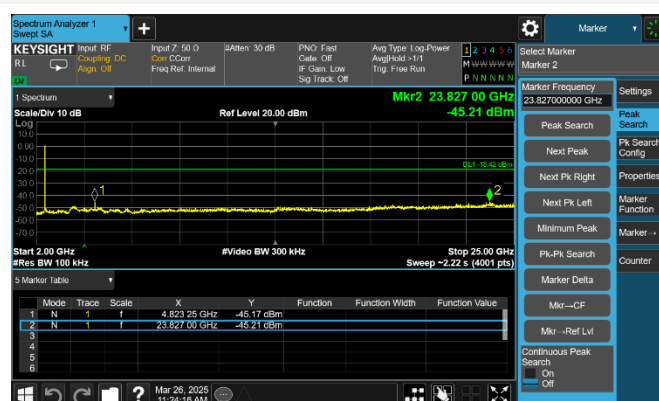 Spectrum Analyzer 1
Swept SA
+
Marker
KEYSIGHT
RL
Input: RF
Coupling: DC
Align: Off
Input Z: 50 Ω
Corr CCorr
Freq Ref: Internal
#Atten: 30 dB
PNO: Fast
Gate: Off
IF Gain: Low
Sig Track: Off
Avg Type: Log-Power
Avg|Hold:>1/1
Trig: Free Run
1 2 3 4 5 6
M W W W W W
P N N N N N
Select Marker
Marker 2
1 Spectrum
Mkr2 23.827 00 GHz
Scale/Div 10 dB
Ref Level 20.00 dBm
-45.21 dBm
Log
10.0
0.00
-10.0
-20.0
-30.0
-40.0
-50.0
-60.0
-70.0
DL1 -18.42 dBm
1
2
Start 2.00 GHz
#Video BW 300 kHz
Stop 25.00 GHz
#Res BW 100 kHz
Sweep ~2.22 s (4001 pts)
5 Marker Table
Mode Trace Scale X Y Function Function Width Function Value
1 N 1 f 4.823 25 GHz -45.17 dBm
2 N 1 f 23.827 00 GHz -45.21 dBm
3
4
5
6
Marker Frequency
23.827000000 GHz
Peak Search
Next Peak
Next Pk Right
Next Pk Left
Minimum Peak
Pk-Pk Search
Marker Delta
Mkr→CF
Mkr→Ref Lvl
Continuous Peak
Search
On
Off
Settings
Peak
Search
Pk Search
Config
Properties
Marker
Function
Marker→
Counter
?
Mar 26, 2025
11:24:16 AM